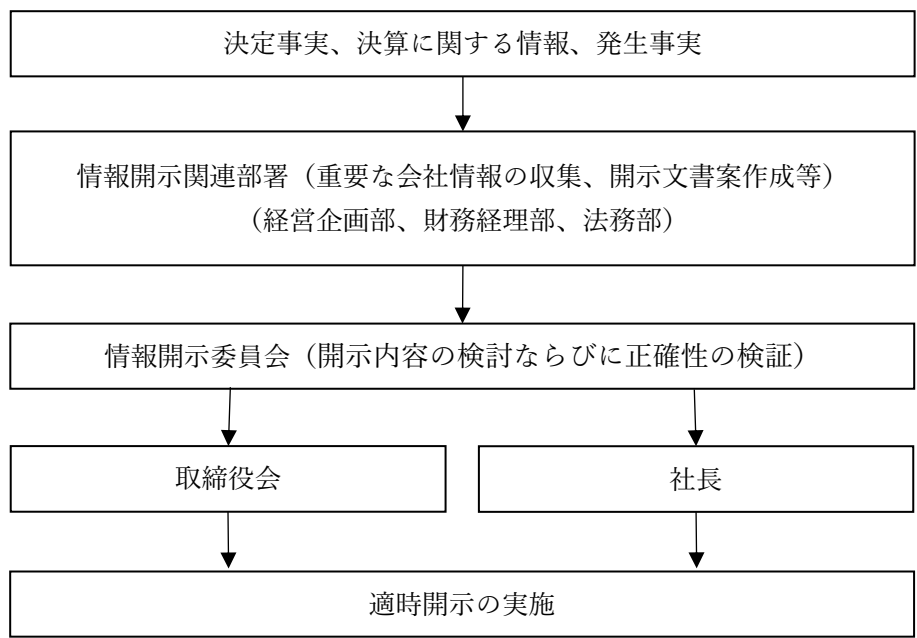 決定事実、決算に関する情報、発生事実
情報開示関連部署（重要な会社情報の収集、開示文書案作成等）
（経営企画部、財務経理部、法務部）
情報開示委員会（開示内容の検討ならびに正確性の検証）
取締役会
社長
適時開示の実施